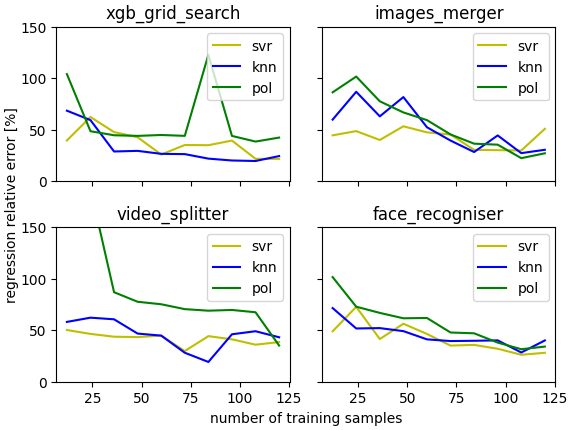 xgb_grid_search
images_merger
150
100
50
0
svr
knn
pol
svr
knn
pol
video_splitter
face_recogniser
150
100
50
0
svr
knn
pol
svr
knn
pol
25 50 75 100 125
25 50 75 100 125
regression relative error [%]
number of training samples